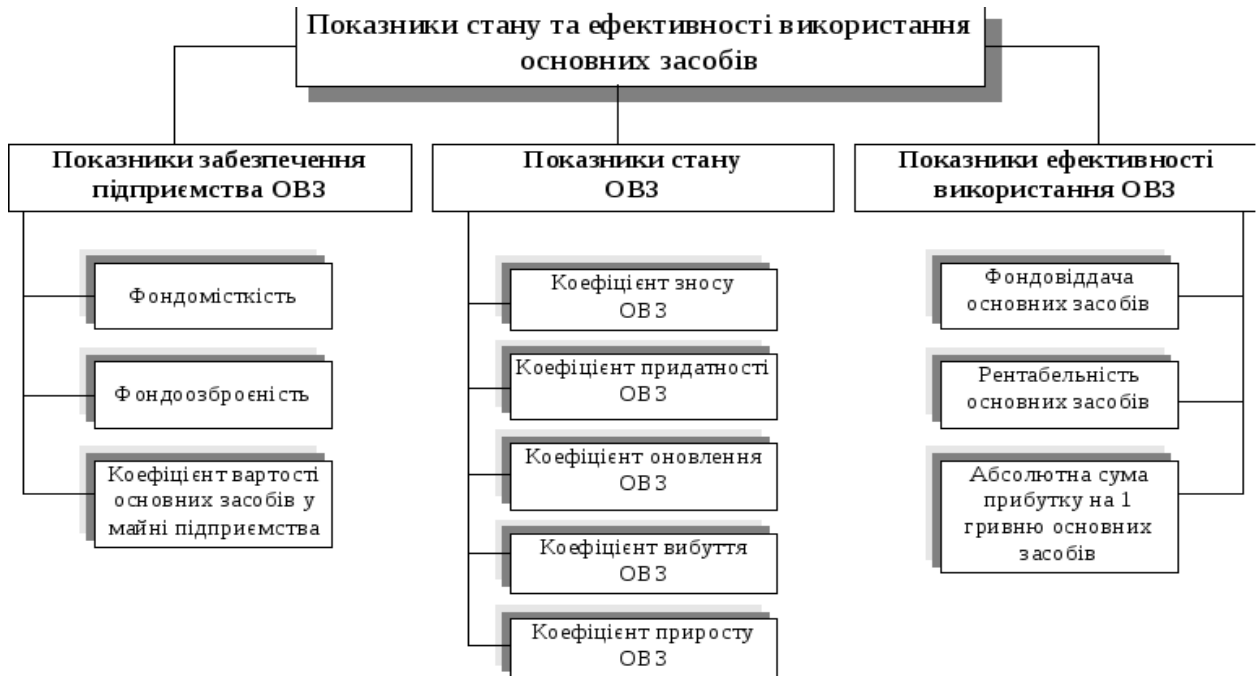 Показники стану та ефективності використання
основних засобів
Показники забезпечення
підприємства ОВЗ
Фондомісткість
Фондоозброєність
Коефіцієнт вартості
основних засобів у
майні підприємства
Показники стану
ОВЗ
Коефіцієнт зносу
ОВЗ
Коефіцієнт придатності
ОВЗ
Коефіцієнт оновлення
ОВЗ
Коефіцієнт вибуття
ОВЗ
Коефіцієнт приросту
ОВЗ
Показники ефективності
використання ОВЗ
Фондовіддача
основних засобів
Рентабельність
основних засобів
Абсолютна сума
прибутку на 1
гривню основних
засобів